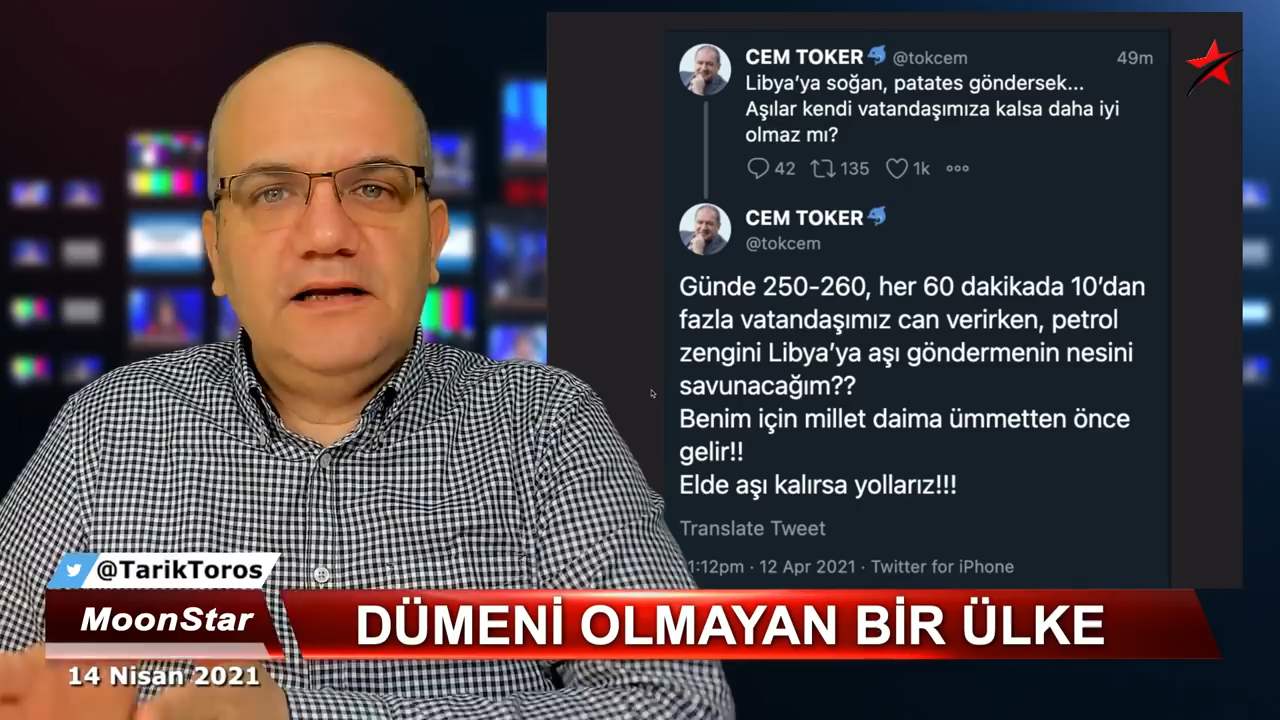 CEM TOKER @tokcem 49m
Libya'ya soğan, patates göndersek...
Aşılar kendi vatandaşımıza kalsa daha iyi
olmaz mı?
42 135 1k
CEM TOKER
@tokcem
Günde 250-260, her 60 dakikada 10'dan
fazla vatandaşımız can verirken, petrol
zengini Libya'ya aşı göndermenin nesini
savunacağım??
Benim için millet daima ümmetten önce
gelir!!
Elde aşı kalırsa yollarız!!!
Translate Tweet
1:12pm · 12 Apr 2021 · Twitter for iPhone
@TarikToros
MoonStar
DÜMENİ OLMAYAN BİR ÜLKE
14 Nisan 2021